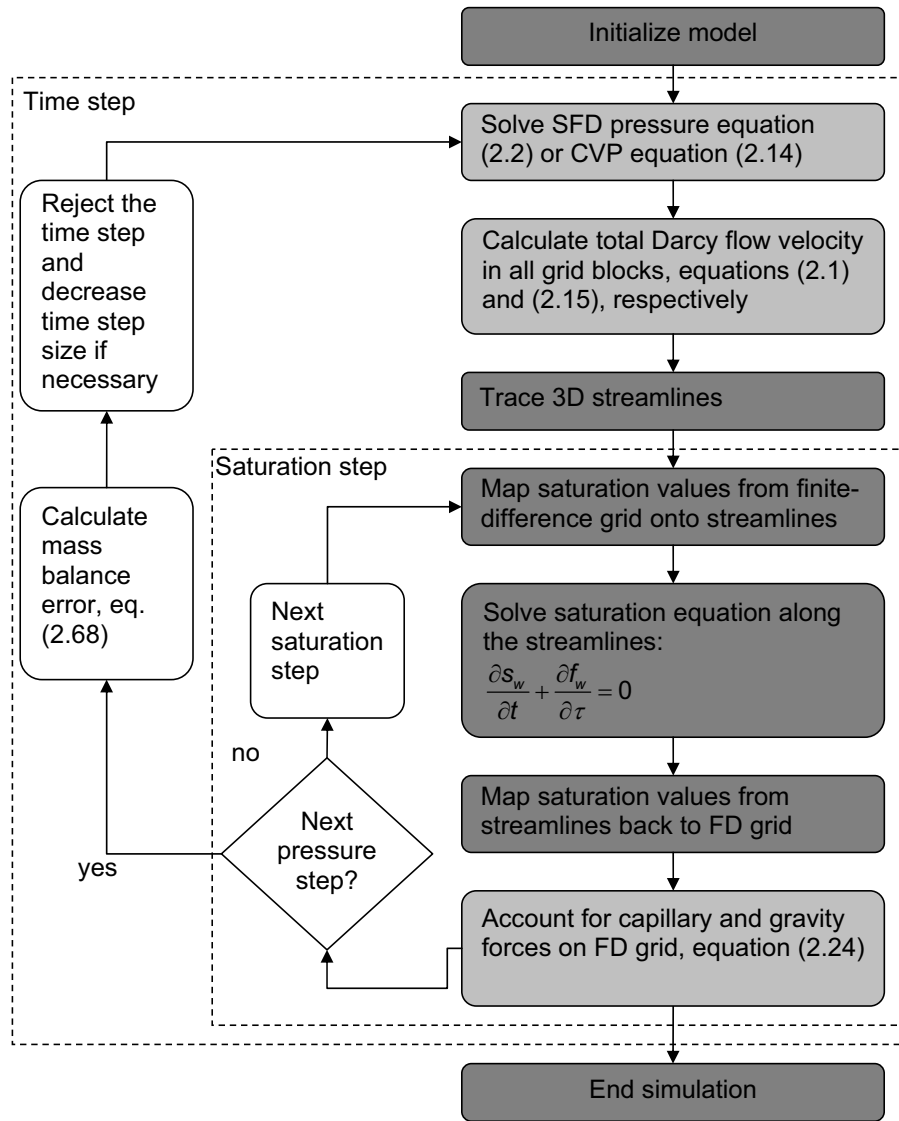 Initialize model
Time step
Solve SFD pressure equation
(2.2) or CVP equation (2.14)
Reject the
time step
and
decrease
time step
size if
necessary
Calculate total Darcy flow velocity
in all grid blocks, equations (2.1)
and (2.15), respectively
Trace 3D streamlines
Saturation step
Map saturation values from finite-
difference grid onto streamlines
Calculate
mass
balance
error, eq.
(2.68)
Next
saturation
step
Solve saturation equation along
the streamlines:
∂s_w/∂t + ∂f_w/∂τ = 0
no
Map saturation values from
streamlines back to FD grid
Next
pressure
step?
yes
Account for capillary and gravity
forces on FD grid, equation (2.24)
End simulation